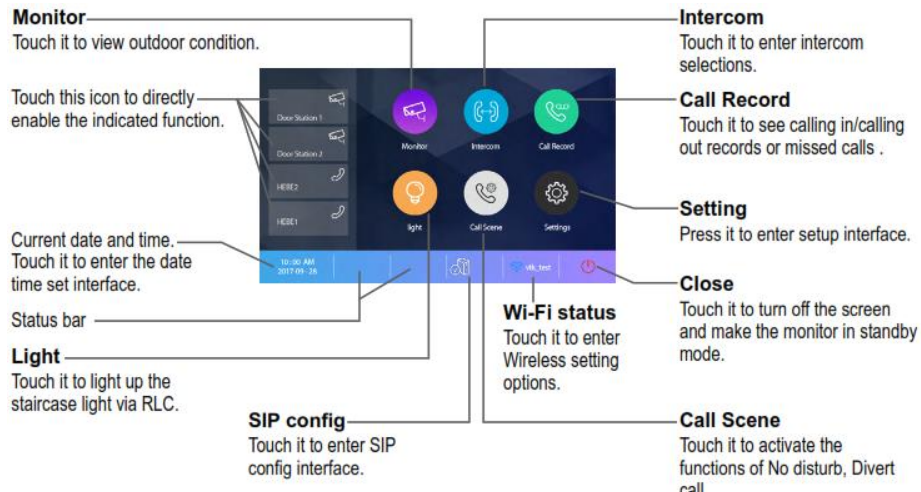 Monitor
Touch it to view outdoor condition.
Touch this icon to directly
enable the indicated function.
Current date and time.
Touch it to enter the date
time set interface.
Status bar
Light
Touch it to light up the
staircase light via RLC.
Door Station 1
Door Station 2
HEBE2
HEBE1
Monitor
Intercom
Call Record
light
Call Scene
Settings
10:00 AM
2017-09-26
SIP config
Touch it to enter SIP
config interface.
Wi-Fi status
Touch it to enter
Wireless setting
options.
Intercom
Touch it to enter intercom
selections.
Call Record
Touch it to see calling in/calling
out records or missed calls .
Setting
Press it to enter setup interface.
Close
Touch it to turn off the screen
and make the monitor in standby
mode.
Call Scene
Touch it to activate the
functions of No disturb, Divert
call